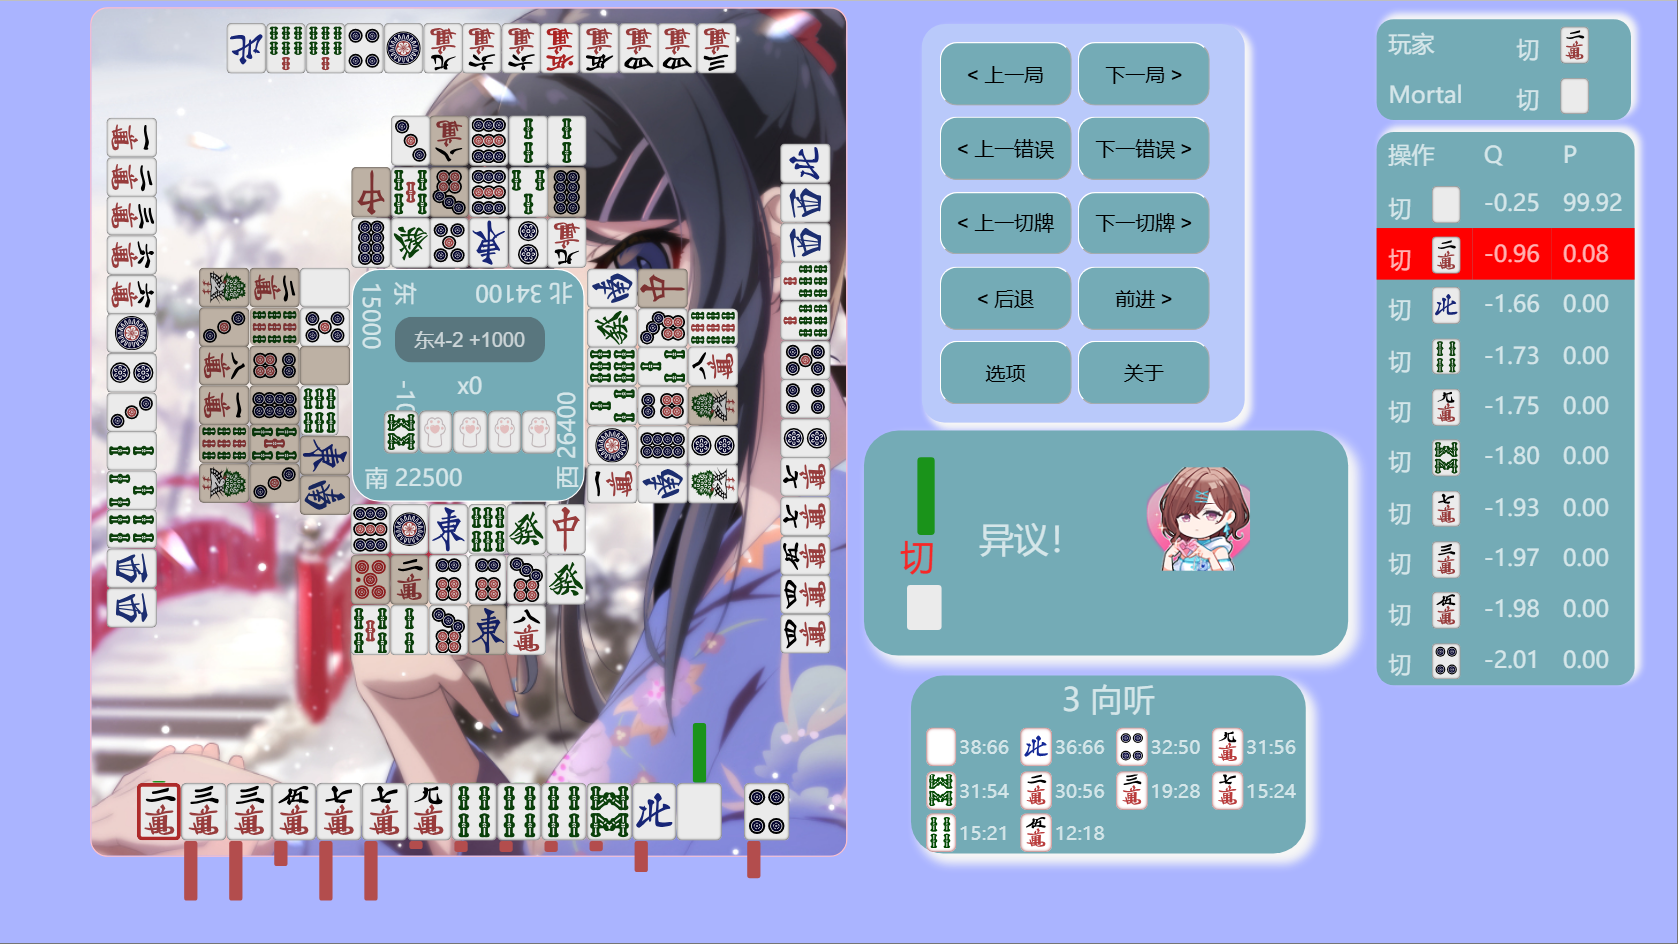 < 上一局
下一局 >
< 上一错误
下一错误 >
< 上一切牌
下一切牌 >
< 后退
前进 >
选项
关于
玩家 切
Mortal 切
操作 Q P
切 -0.25 99.92
切 -0.96 0.08
切 -1.66 0.00
切 -1.73 0.00
切 -1.75 0.00
切 -1.80 0.00
切 -1.93 0.00
切 -1.97 0.00
切 -1.98 0.00
切 -2.01 0.00
北 34100
东 15000
东4-2 +1000
x0
西 26400
南 22500
切
异议！
3 向听
38:66 36:66 32:50 31:56
31:54 30:56 19:28 15:24
15:21 12:18